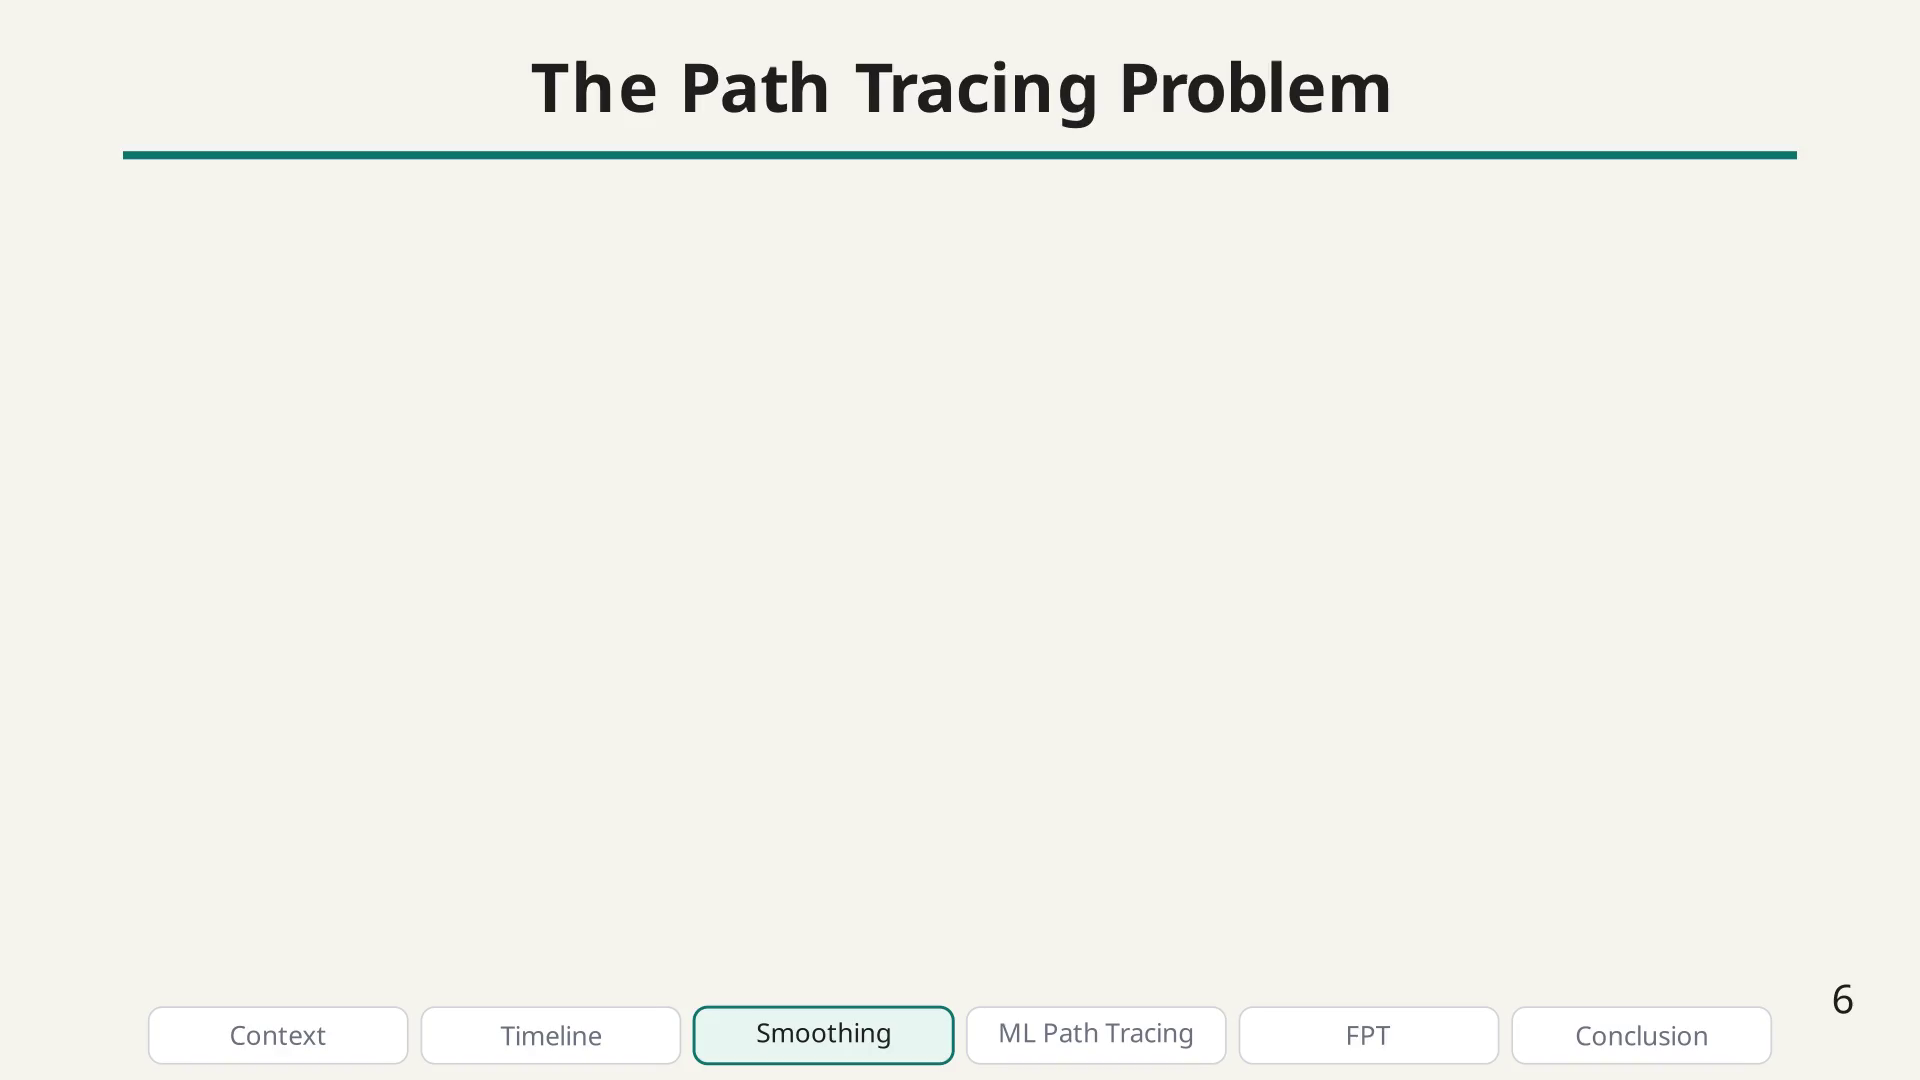 The Path Tracing Problem
6
Context
Timeline
Smoothing
ML Path Tracing
FPT
Conclusion